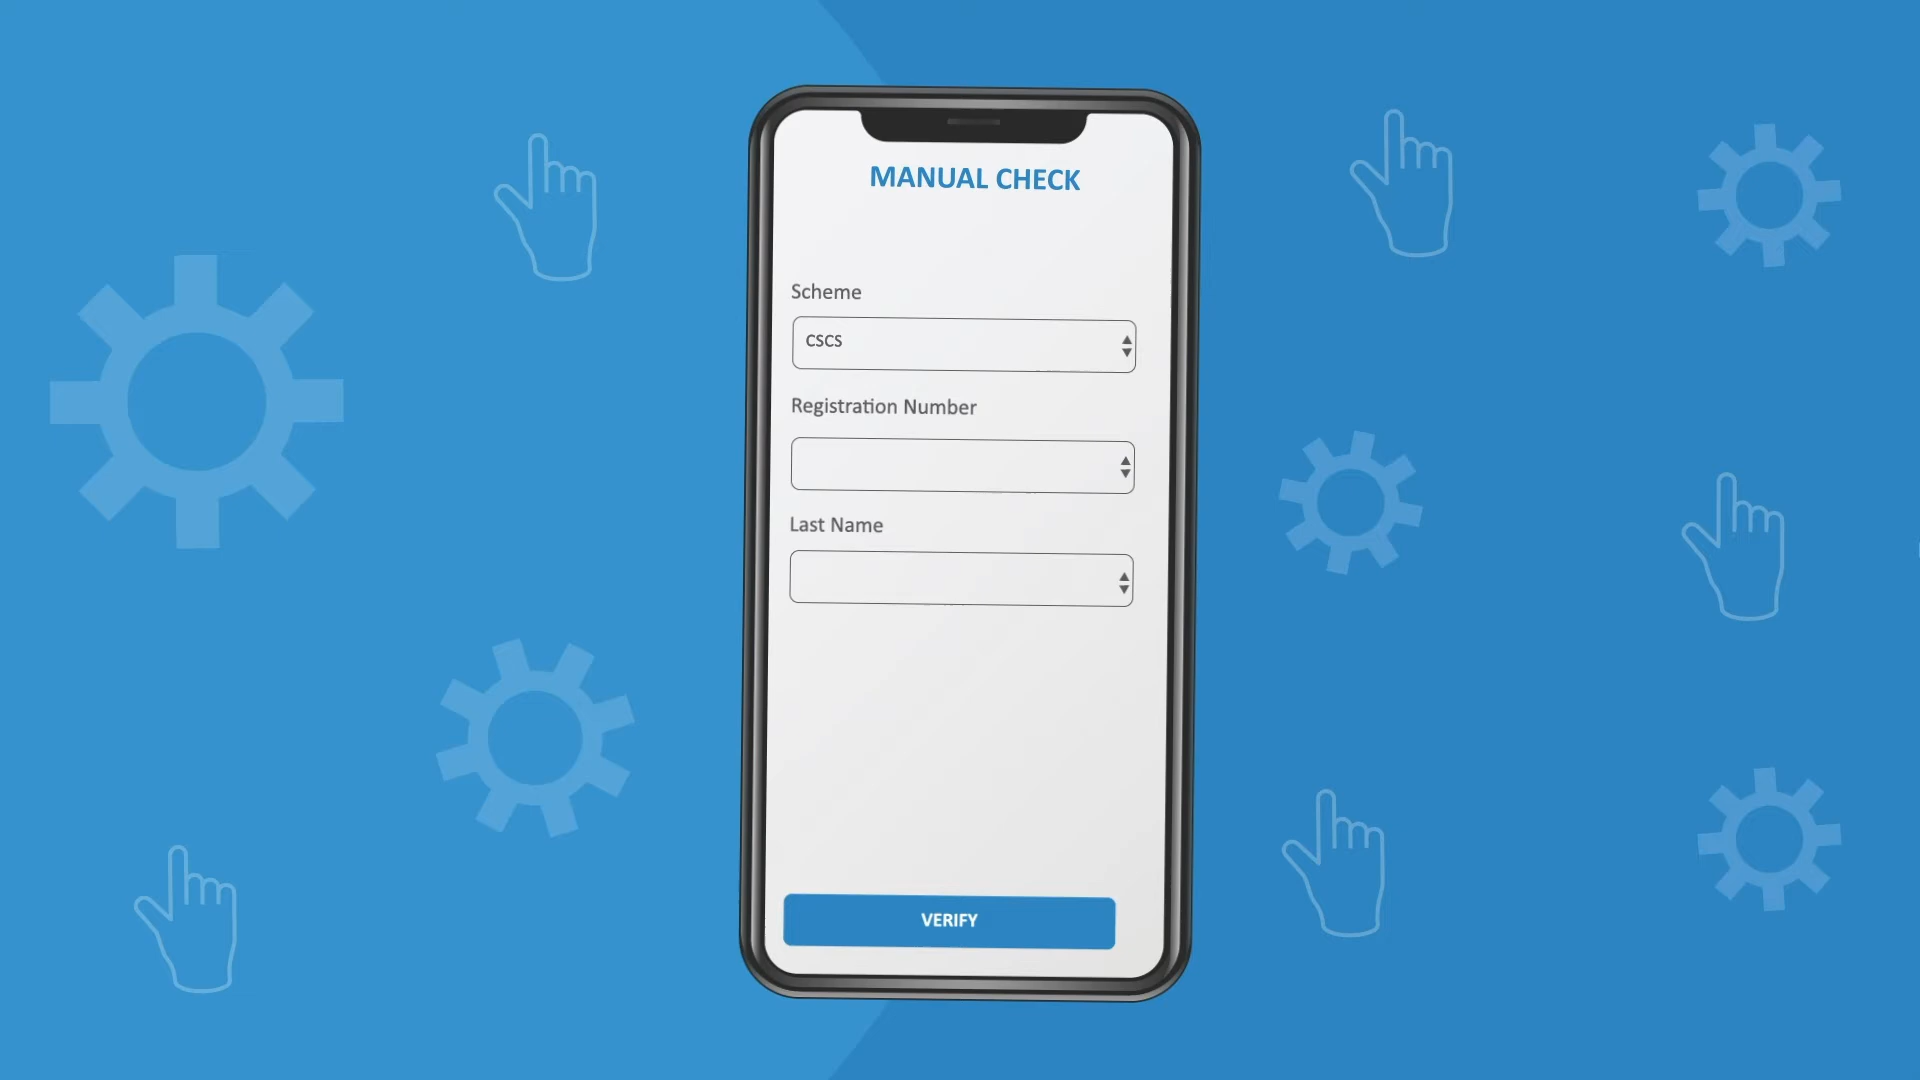 MANUAL CHECK
Scheme
CSCS
Registration Number
Last Name
VERIFY